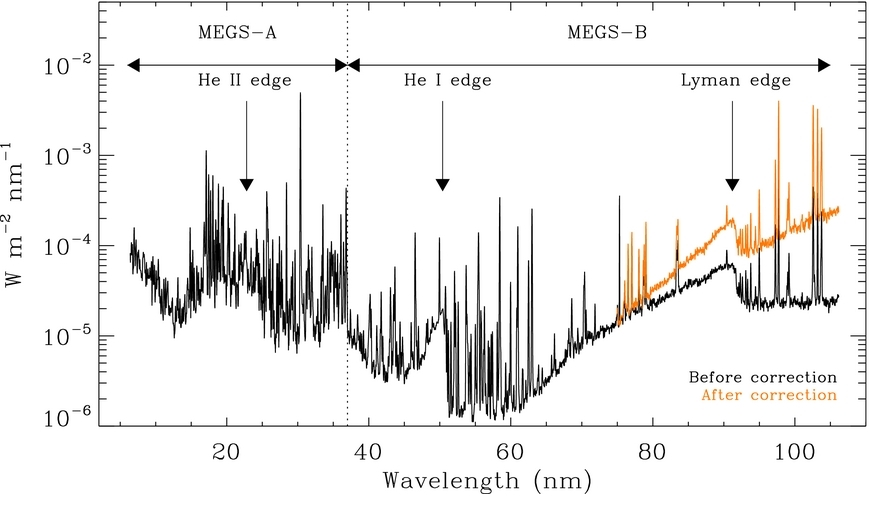 MEGS-A MEGS-B
He II edge He I edge Lyman edge
W m⁻² nm⁻¹
10⁻²
10⁻³
10⁻⁴
10⁻⁵
10⁻⁶
Before correction
After correction
20 40 60 80 100
Wavelength (nm)